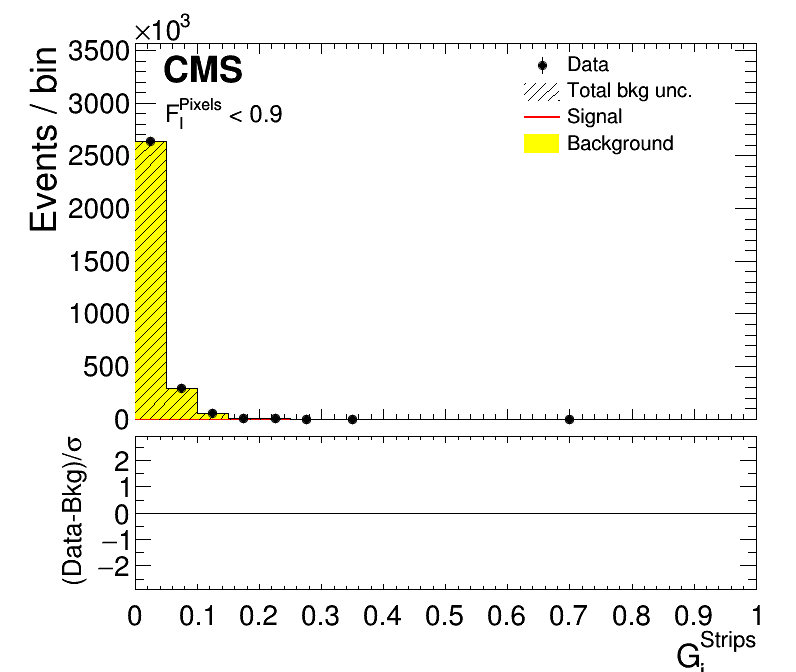 ×10³
Events / bin
3500
3000
2500
2000
1500
1000
500
0
CMS
F_l^Pixels < 0.9
Data
Total bkg unc.
Signal
Background
(Data-Bkg)/σ
2
1
0
−1
−2
0 0.1 0.2 0.3 0.4 0.5 0.6 0.7 0.8 0.9 1
G_i^Strips